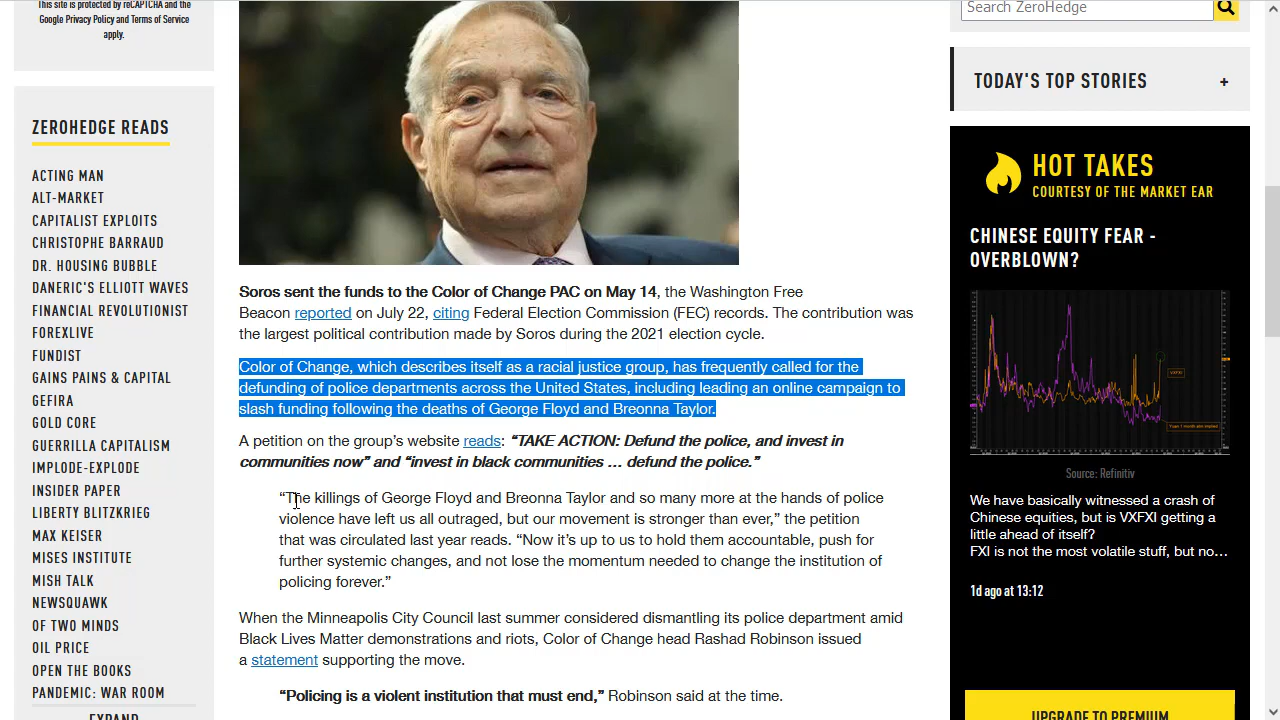 This site is protected by reCAPTCHA and the
Google Privacy Policy and Terms of Service
apply.
ZEROHEDGE READS
ACTING MAN
ALT-MARKET
CAPITALIST EXPLOITS
CHRISTOPHE BARRAUD
DR. HOUSING BUBBLE
DANERIC'S ELLIOTT WAVES
FINANCIAL REVOLUTIONIST
FOREXLIVE
FUNDIST
GAINS PAINS & CAPITAL
GEFIRA
GOLD CORE
GUERRILLA CAPITALISM
IMPLODE-EXPLODE
INSIDER PAPER
LIBERTY BLITZKRIEG
MAX KEISER
MISES INSTITUTE
MISH TALK
NEWSQUAWK
OF TWO MINDS
OIL PRICE
OPEN THE BOOKS
PANDEMIC: WAR ROOM
EXPAND
Soros sent the funds to the Color of Change PAC on May 14, the Washington Free
Beacon reported on July 22, citing Federal Election Commission (FEC) records. The contribution was
the largest political contribution made by Soros during the 2021 election cycle.
Color of Change, which describes itself as a racial justice group, has frequently called for the
defunding of police departments across the United States, including leading an online campaign to
slash funding following the deaths of George Floyd and Breonna Taylor.
A petition on the group’s website reads: “TAKE ACTION: Defund the police, and invest in
communities now” and “invest in black communities … defund the police.”
“The killings of George Floyd and Breonna Taylor and so many more at the hands of police
violence have left us all outraged, but our movement is stronger than ever,” the petition
that was circulated last year reads. “Now it’s up to us to hold them accountable, push for
further systemic changes, and not lose the momentum needed to change the institution of
policing forever.”
When the Minneapolis City Council last summer considered dismantling its police department amid
Black Lives Matter demonstrations and riots, Color of Change head Rashad Robinson issued
a statement supporting the move.
“Policing is a violent institution that must end,” Robinson said at the time.
Search ZeroHedge
TODAY'S TOP STORIES +
HOT TAKES
COURTESY OF THE MARKET EAR
CHINESE EQUITY FEAR -
OVERBLOWN?
VXFXI
Yuan 1 month atm implied
Source: Refinitiv
We have basically witnessed a crash of
Chinese equities, but is VXFXI getting a
little ahead of itself?
FXI is not the most volatile stuff, but no…
1d ago at 13:12
UPGRADE TO PREMIUM